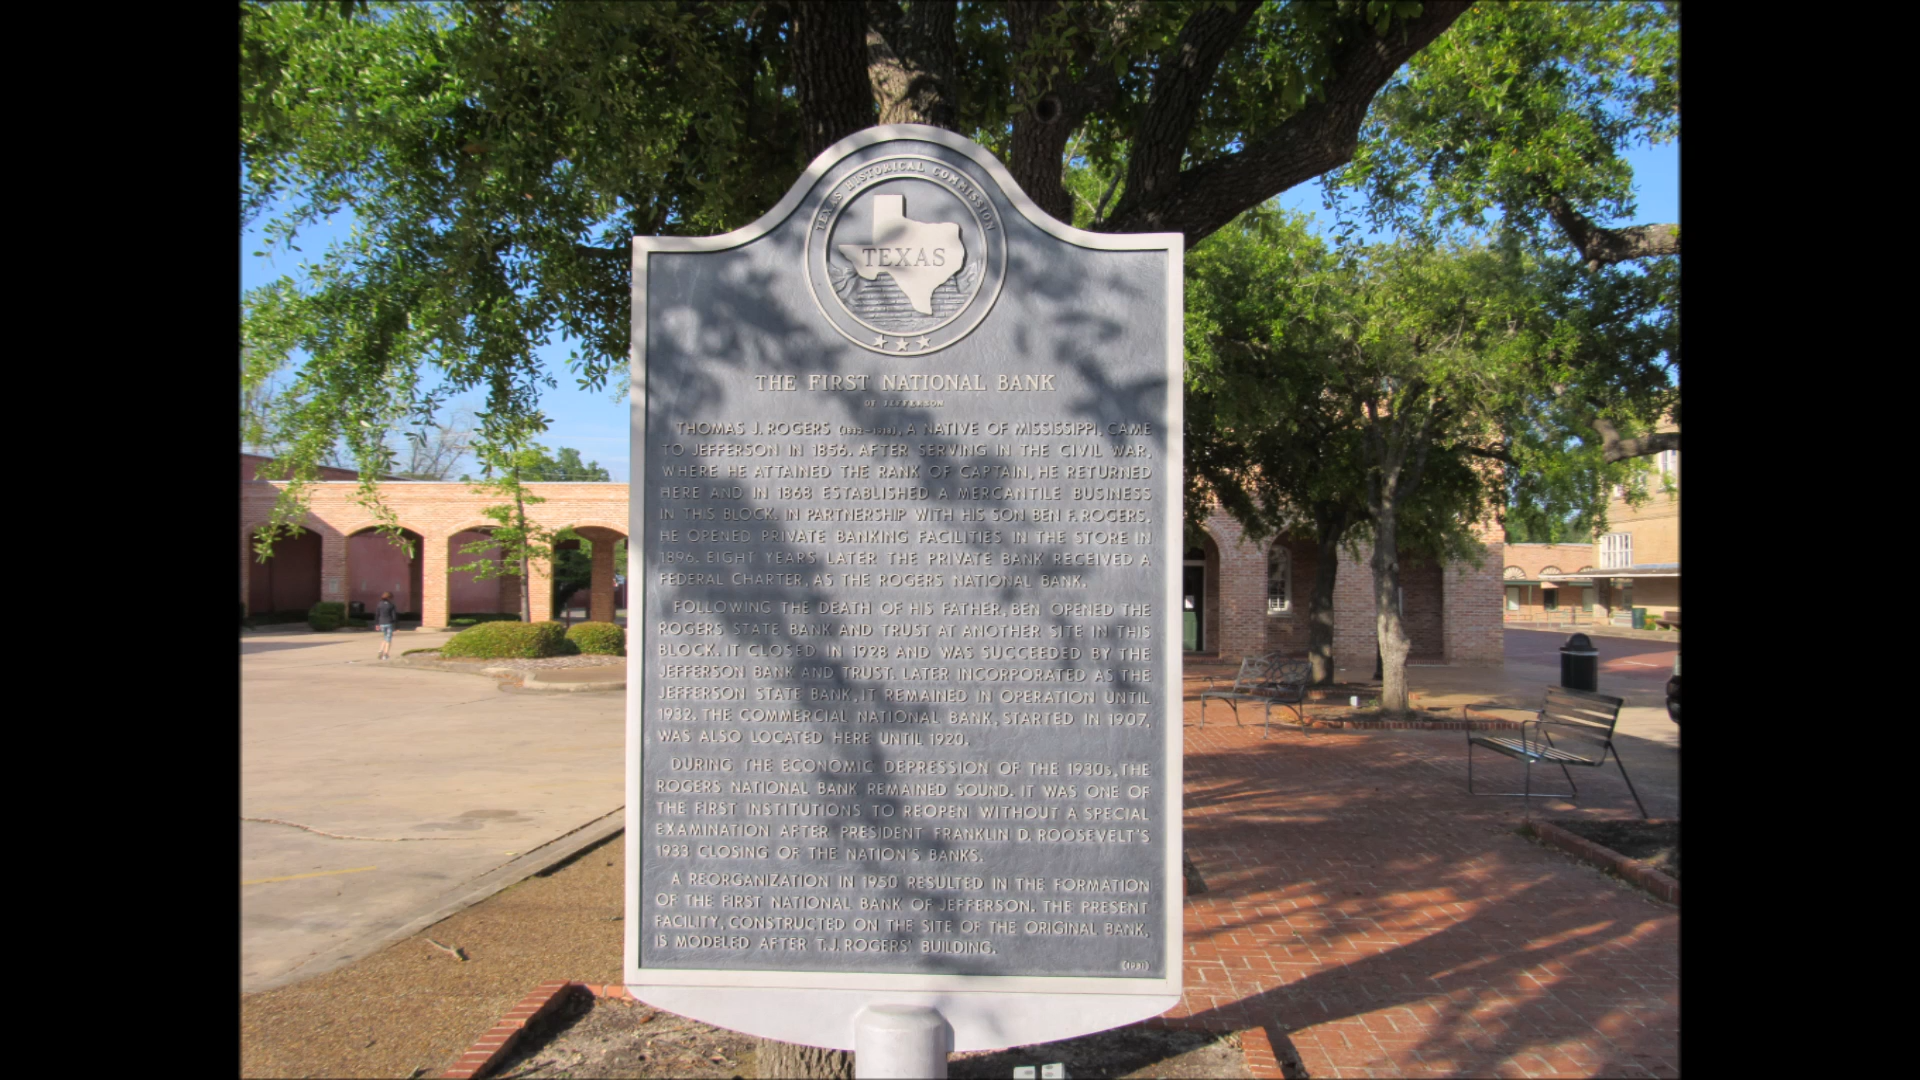 TEXAS HISTORICAL COMMISSION
TEXAS
THE FIRST NATIONAL BANK
OF JEFFERSON
THOMAS J. ROGERS (1832-1918), A NATIVE OF MISSISSIPPI, CAME
TO JEFFERSON IN 1856. AFTER SERVING IN THE CIVIL WAR,
WHERE HE ATTAINED THE RANK OF CAPTAIN, HE RETURNED
HERE AND IN 1868 ESTABLISHED A MERCANTILE BUSINESS
IN THIS BLOCK. IN PARTNERSHIP WITH HIS SON BEN F. ROGERS,
HE OPENED PRIVATE BANKING FACILITIES IN THE STORE IN
1896. EIGHT YEARS LATER THE PRIVATE BANK RECEIVED A
FEDERAL CHARTER, AS THE ROGERS NATIONAL BANK.
FOLLOWING THE DEATH OF HIS FATHER, BEN OPENED THE
ROGERS STATE BANK AND TRUST AT ANOTHER SITE IN THIS
BLOCK. IT CLOSED IN 1928 AND WAS SUCCEEDED BY THE
JEFFERSON BANK AND TRUST. LATER INCORPORATED AS THE
JEFFERSON STATE BANK, IT REMAINED IN OPERATION UNTIL
1932. THE COMMERCIAL NATIONAL BANK, STARTED IN 1907,
WAS ALSO LOCATED HERE UNTIL 1920.
DURING THE ECONOMIC DEPRESSION OF THE 1930s, THE
ROGERS NATIONAL BANK REMAINED SOUND. IT WAS ONE OF
THE FIRST INSTITUTIONS TO REOPEN WITHOUT A SPECIAL
EXAMINATION AFTER PRESIDENT FRANKLIN D. ROOSEVELT'S
1933 CLOSING OF THE NATION'S BANKS.
A REORGANIZATION IN 1950 RESULTED IN THE FORMATION
OF THE FIRST NATIONAL BANK OF JEFFERSON. THE PRESENT
FACILITY, CONSTRUCTED ON THE SITE OF THE ORIGINAL BANK,
IS MODELED AFTER T.J. ROGERS' BUILDING.